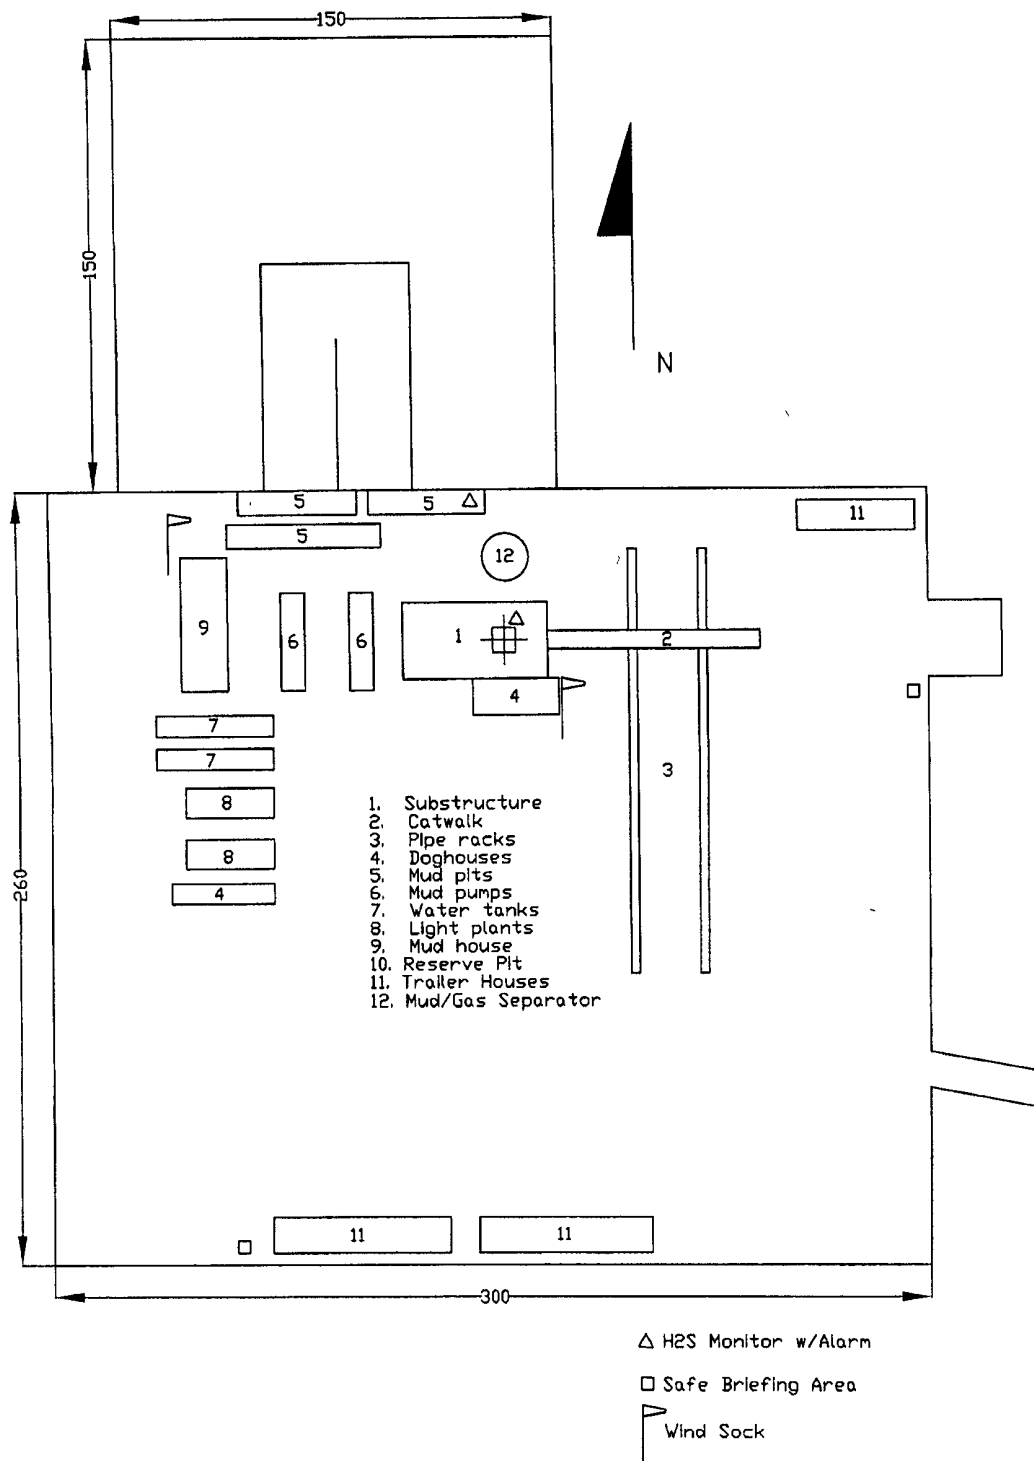 150
150
N
5
5
11
5
12
9
6
6
1
2
4
7
7
3
8
8
4
260
1. Substructure
2. Catwalk
3. Pipe racks
4. Doghouses
5. Mud pits
6. Mud pumps
7. Water tanks
8. Light plants
9. Mud house
10. Reserve Pit
11. Trailer Houses
12. Mud/Gas Separator
11
11
300
H2S Monitor w/Alarm
Safe Briefing Area
Wind Sock